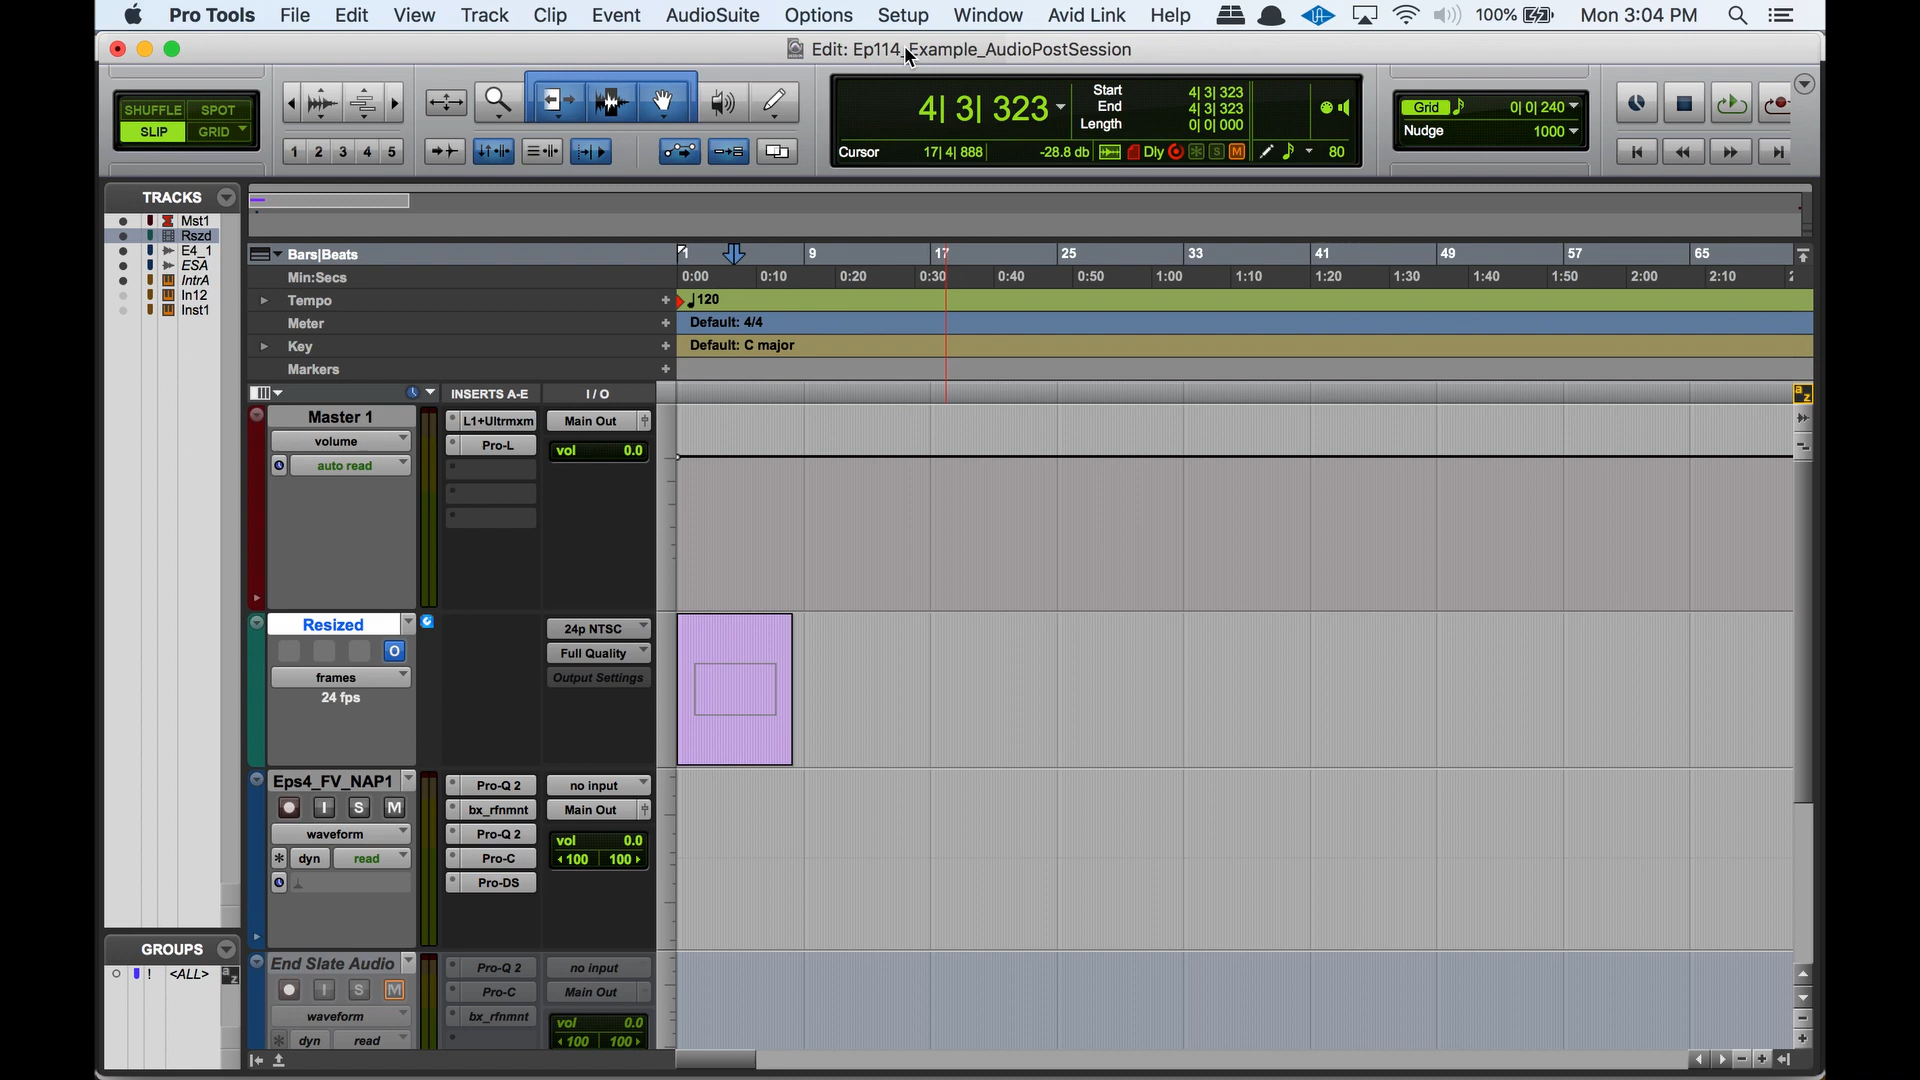 Pro Tools File Edit View Track Clip Event AudioSuite Options Setup Window Avid Link Help 100% Mon 3:04 PM
Edit: Ep114_Example_AudioPostSession
SHUFFLE SPOT
SLIP GRID
1 2 3 4 5
4| 3| 323
Start 4| 3| 323
End 4| 3| 323
Length 0| 0| 000
Cursor 17| 4| 888 -28.8 db Dly S M 80
Grid 0| 0| 240
Nudge 1000
TRACKS
Mst1
Rszd
E4_1
ESA
IntrA
In12
Inst1
Bars|Beats 1 9 17 25 33 41 49 57 65
Min:Secs 0:00 0:10 0:20 0:30 0:40 0:50 1:00 1:10 1:20 1:30 1:40 1:50 2:00 2:10 2
Tempo + 120
Meter + Default: 4/4
Key + Default: C major
Markers +
INSERTS A-E I / O
a z
Master 1
volume
auto read
L1+Ultrmxm
Pro-L
Main Out
vol 0.0
Resized
O
frames
24 fps
24p NTSC
Full Quality
Output Settings
Eps4_FV_NAP1
I S M
waveform
dyn read
Pro-Q 2
bx_rfnmnt
Pro-Q 2
Pro-C
Pro-DS
no input
Main Out
vol 0.0
100 100
End Slate Audio
I S M
waveform
dyn read
Pro-Q 2
Pro-C
bx_rfnmnt
no input
Main Out
vol 0.0
100 100
GROUPS
! <ALL>
a z